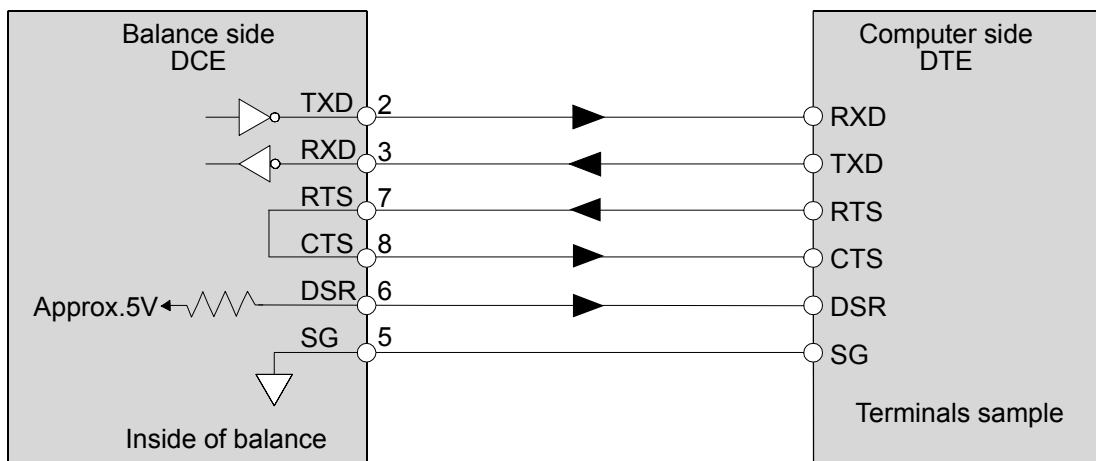 Balance side
DCE
Computer side
DTE
TXD 2 RXD
RXD 3 TXD
RTS 7 RTS
CTS 8 CTS
Approx.5V DSR 6 DSR
SG 5 SG
Inside of balance
Terminals sample